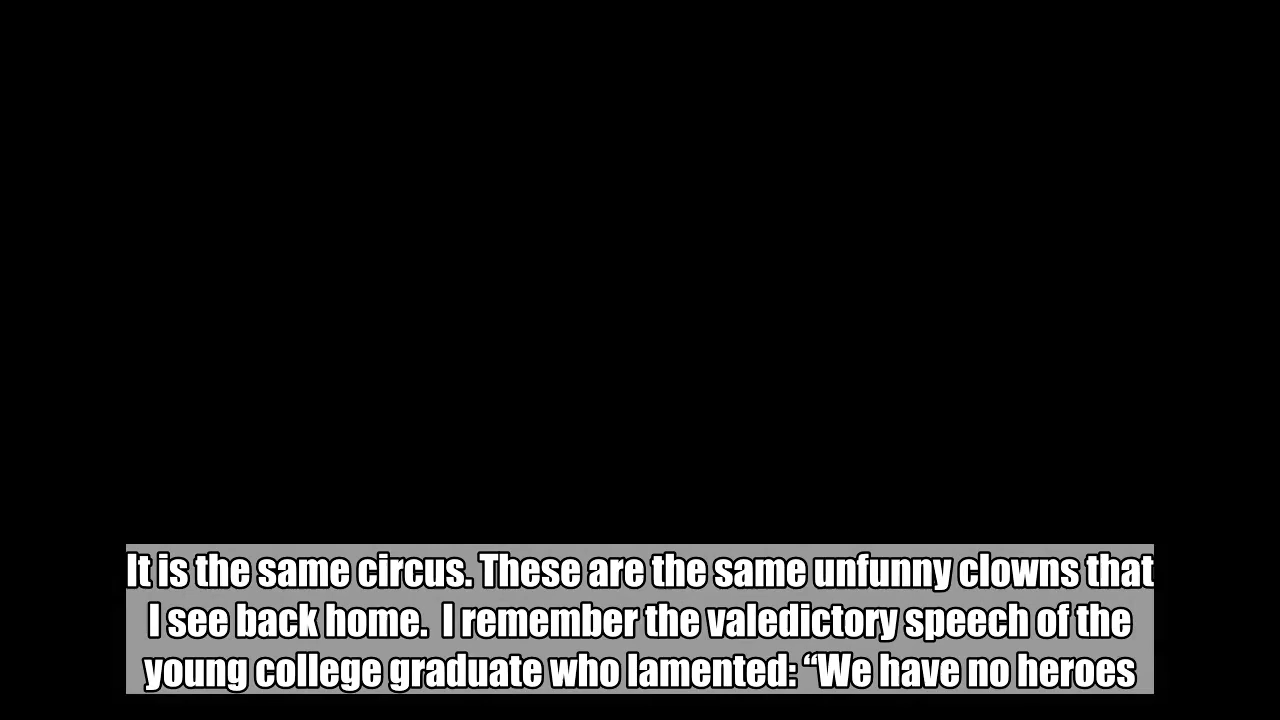 It is the same circus. These are the same unfunny clowns that
I see back home.  I remember the valedictory speech of the
young college graduate who lamented: “We have no heroes